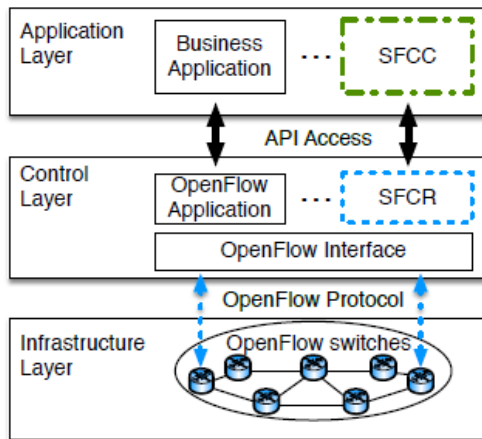 Application
Layer
Business
Application
...
SFCC
API Access
Control
Layer
OpenFlow
Application
...
SFCR
OpenFlow Interface
OpenFlow Protocol
Infrastructure
Layer
OpenFlow switches